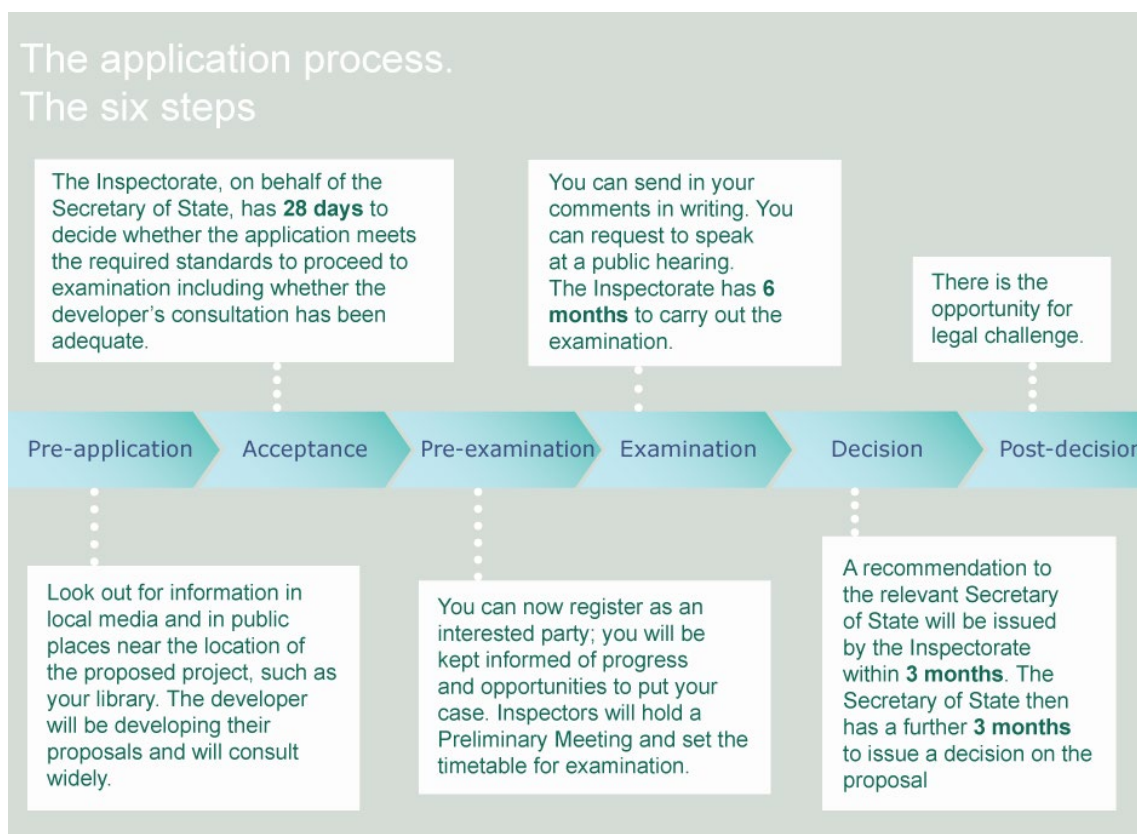 The application process.
The six steps
The Inspectorate, on behalf of the
Secretary of State, has 28 days to
decide whether the application meets
the required standards to proceed to
examination including whether the
developer's consultation has been
adequate.
You can send in your
comments in writing. You
can request to speak
at a public hearing.
The Inspectorate has 6
months to carry out the
examination.
There is the
opportunity for
legal challenge.
Pre-application
Acceptance
Pre-examination
Examination
Decision
Post-decision
Look out for information in
local media and in public
places near the location of
the proposed project, such as
your library. The developer
will be developing their
proposals and will consult
widely.
You can now register as an
interested party; you will be
kept informed of progress
and opportunities to put your
case. Inspectors will hold a
Preliminary Meeting and set the
timetable for examination.
A recommendation to
the relevant Secretary
of State will be issued
by the Inspectorate
within 3 months. The
Secretary of State then
has a further 3 months
to issue a decision on the
proposal